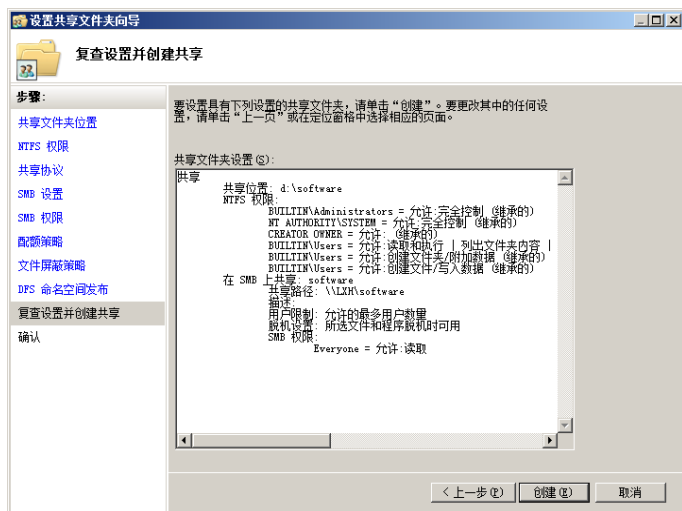 设置共享文件夹向导
复查设置并创建共享
步骤:
共享文件夹位置
NTFS 权限
共享协议
SMB 设置
SMB 权限
配额策略
文件屏蔽策略
DFS 命名空间发布
复查设置并创建共享
确认
要设置具有下列设置的共享文件夹，请单击“创建”。要更改其中的任何设
置，请单击“上一页”或在定位窗格中选择相应的页面。
共享文件夹设置(S):
共享
共享位置: d:\software
NTFS 权限:
BUILTIN\Administrators = 允许:完全控制 (继承的)
NT AUTHORITY\SYSTEM = 允许:完全控制 (继承的)
CREATOR OWNER = 允许: (继承的)
BUILTIN\Users = 允许:读取和执行 | 列出文件夹内容 |
BUILTIN\Users = 允许:创建文件夹/附加数据 (继承的)
BUILTIN\Users = 允许:创建文件/写入数据 (继承的)
在 SMB 上共享: software
共享路径: \\LXH\software
描述:
用户限制: 允许的最多用户数量
脱机设置: 所选文件和程序脱机时可用
SMB 权限:
Everyone = 允许:读取
< 上一步(P)
创建(E)
取消